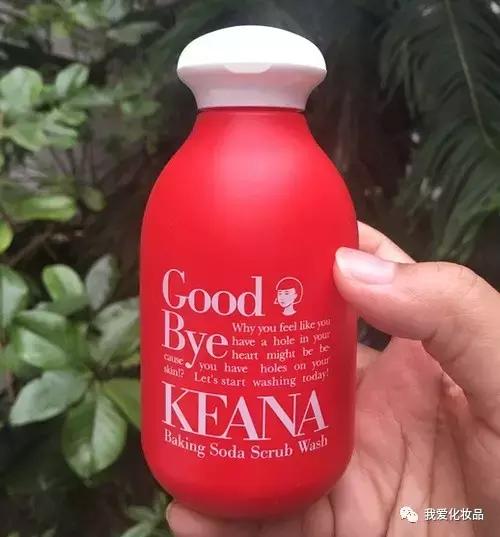 Good
Bye
Why you feel like you
have a hole in your
heart might be be-
cause you have holes on your
skin!? Let's start washing today!
KEANA
Baking Soda Scrub Wash
我爱化妆品